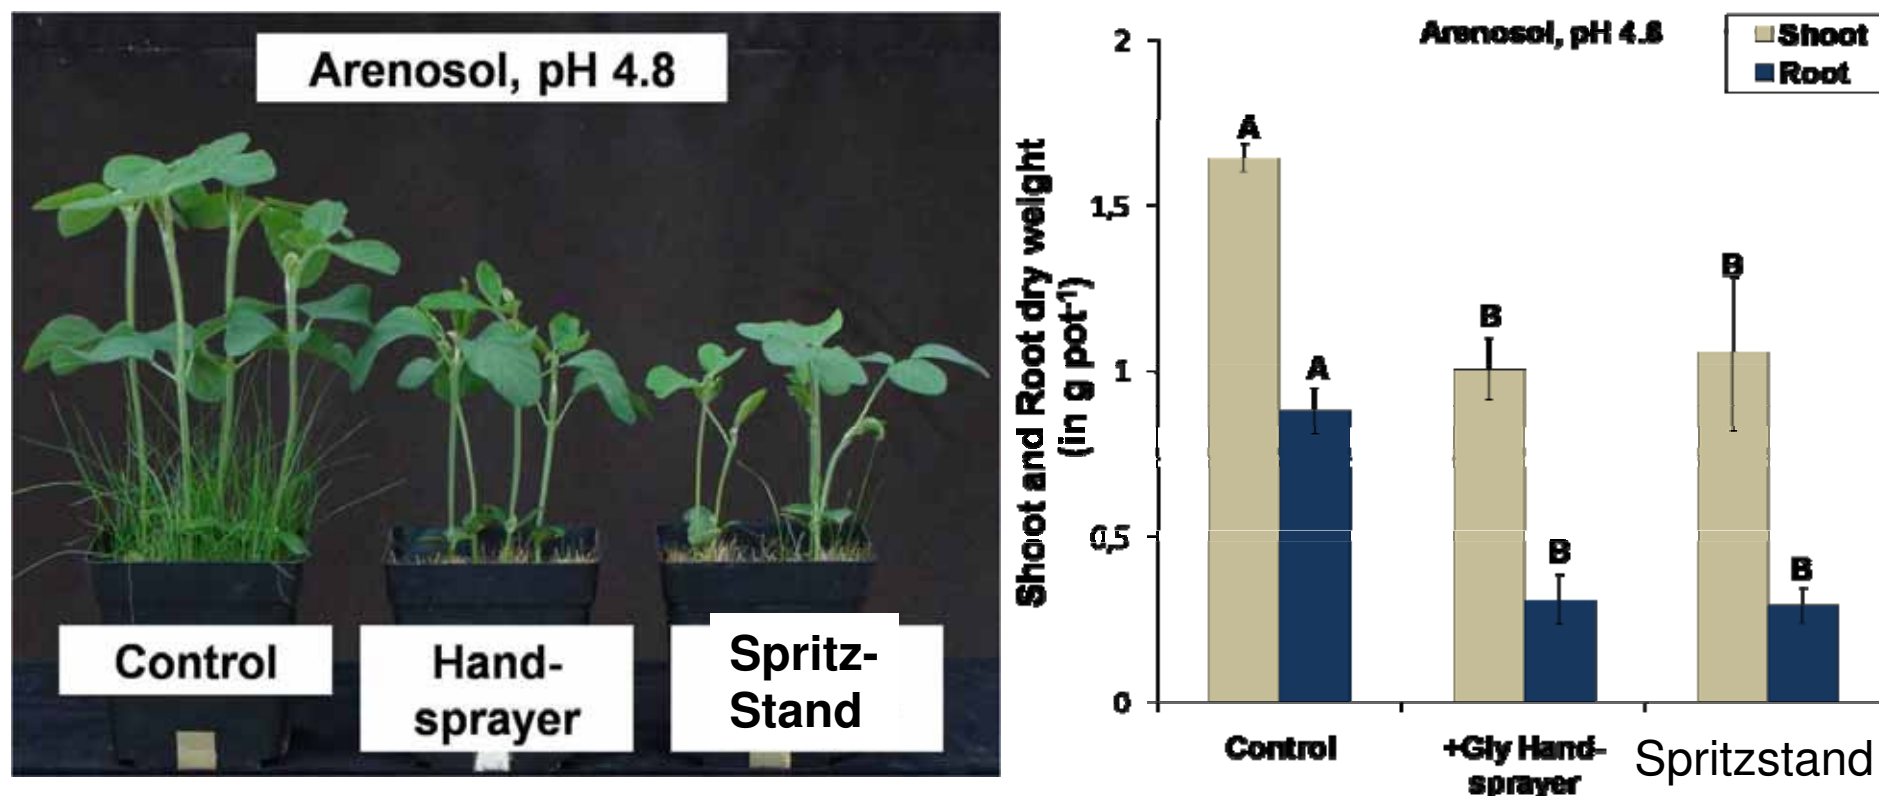 Arenosol, pH 4.8
Control
Hand-
sprayer
Spritz-
Stand
Arenosol, pH 4.8
Shoot
Root
Shoot and Root dry weight
(in g pot⁻¹)
2
1,5
1
0,5
0
A
A
B
B
B
B
Control
+Gly Hand-
sprayer
Spritzstand